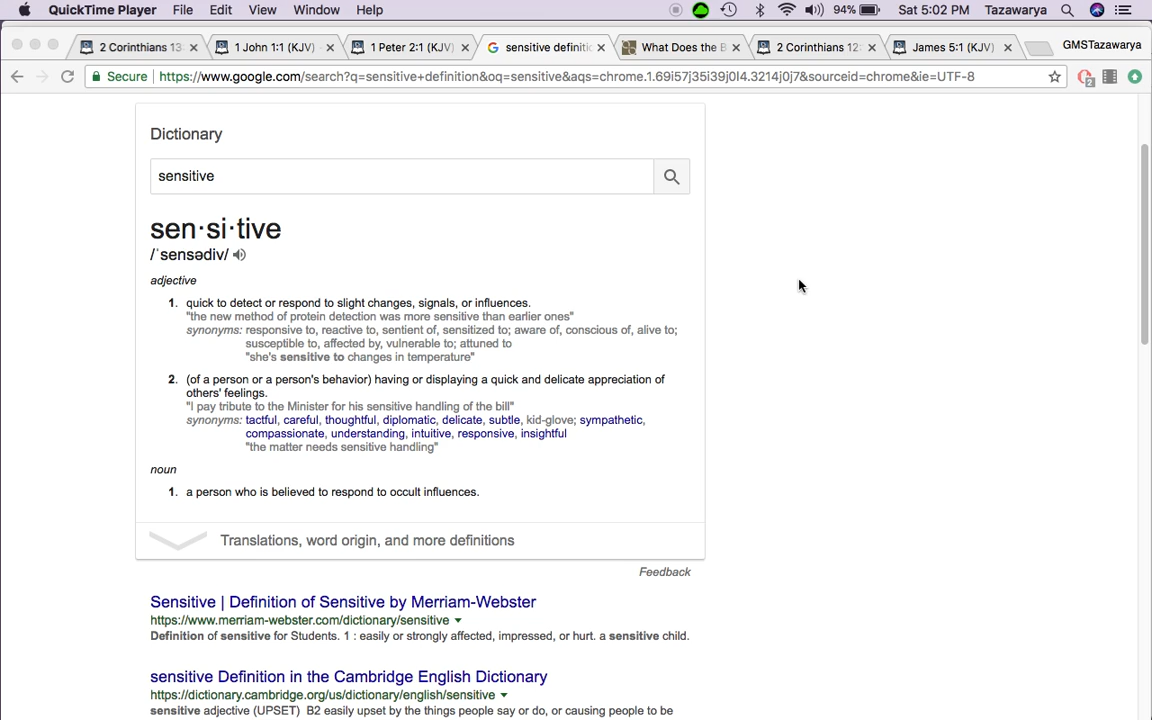 QuickTime Player File Edit View Window Help 94% Sat 5:02 PM Tazawarya
2 Corinthians 13 1 John 1:1 (KJV) 1 Peter 2:1 (KJV) sensitive definitio What Does the B 2 Corinthians 12: James 5:1 (KJV) GMSTazawarya
Secure https://www.google.com/search?q=sensitive+definition&oq=sensitive&aqs=chrome.1.69i57j35i39j0l4.3214j0j7&sourceid=chrome&ie=UTF-8
Dictionary
sensitive
sen·si·tive
/ˈsensədiv/
adjective
1. quick to detect or respond to slight changes, signals, or influences.
"the new method of protein detection was more sensitive than earlier ones"
synonyms: responsive to, reactive to, sentient of, sensitized to; aware of, conscious of, alive to;
susceptible to, affected by, vulnerable to; attuned to
"she's sensitive to changes in temperature"
2. (of a person or a person's behavior) having or displaying a quick and delicate appreciation of
others' feelings.
"I pay tribute to the Minister for his sensitive handling of the bill"
synonyms: tactful, careful, thoughtful, diplomatic, delicate, subtle, kid-glove; sympathetic,
compassionate, understanding, intuitive, responsive, insightful
"the matter needs sensitive handling"
noun
1. a person who is believed to respond to occult influences.
Translations, word origin, and more definitions
Feedback
Sensitive | Definition of Sensitive by Merriam-Webster
https://www.merriam-webster.com/dictionary/sensitive
Definition of sensitive for Students. 1 : easily or strongly affected, impressed, or hurt. a sensitive child.
sensitive Definition in the Cambridge English Dictionary
https://dictionary.cambridge.org/us/dictionary/english/sensitive
sensitive adjective (UPSET) B2 easily upset by the things people say or do, or causing people to be